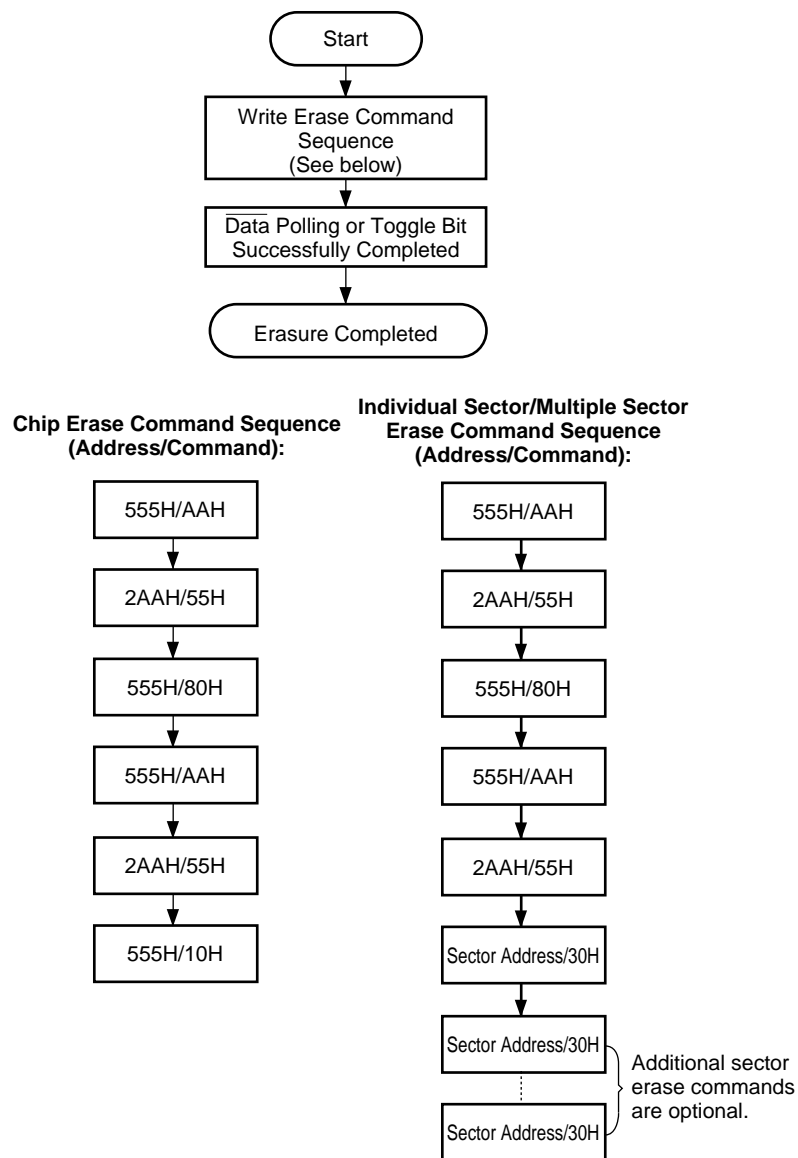 Start
Write Erase Command
Sequence
(See below)
Data Polling or Toggle Bit
Successfully Completed
Erasure Completed
Chip Erase Command Sequence
(Address/Command):
555H/AAH
2AAH/55H
555H/80H
555H/AAH
2AAH/55H
555H/10H
Individual Sector/Multiple Sector
Erase Command Sequence
(Address/Command):
555H/AAH
2AAH/55H
555H/80H
555H/AAH
2AAH/55H
Sector Address/30H
Sector Address/30H
Sector Address/30H
Additional sector
erase commands
are optional.